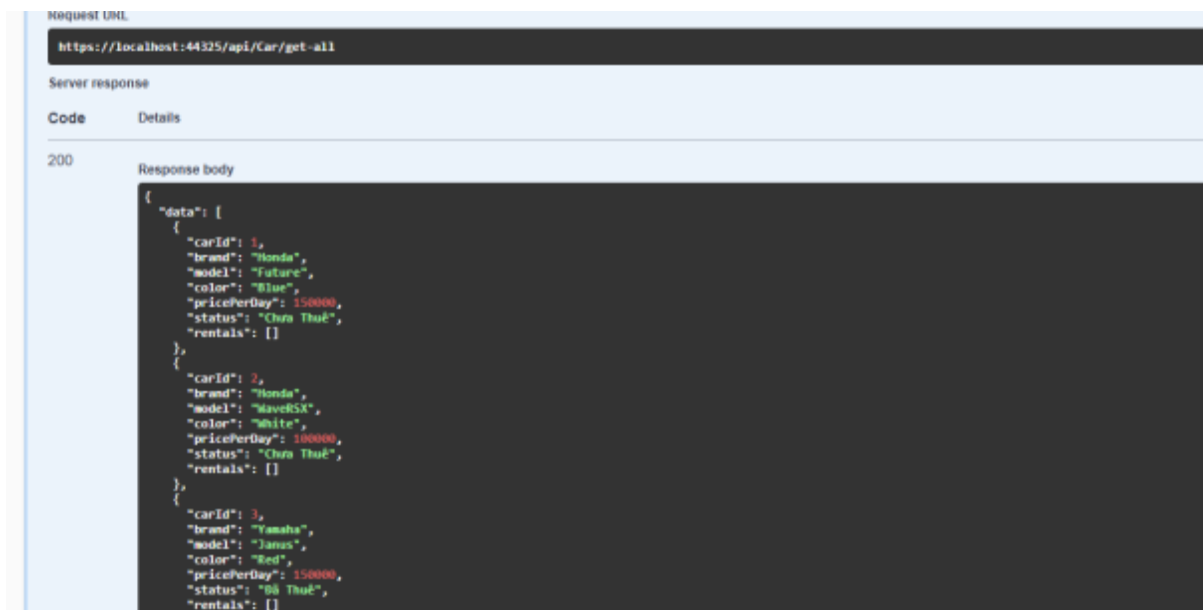 Request URL
https://localhost:44325/api/Car/get-all
Server response
Code Details
200
Response body
{
"data": [
{
"carId": 1,
"brand": "Honda",
"model": "Future",
"color": "Blue",
"pricePerDay": 150000,
"status": "Chưa Thuê",
"rentals": []
},
{
"carId": 2,
"brand": "Honda",
"model": "WaveRSX",
"color": "White",
"pricePerDay": 100000,
"status": "Chưa Thuê",
"rentals": []
},
{
"carId": 3,
"brand": "Yamaha",
"model": "Janus",
"color": "Red",
"pricePerDay": 150000,
"status": "Đã Thuê",
"rentals": []